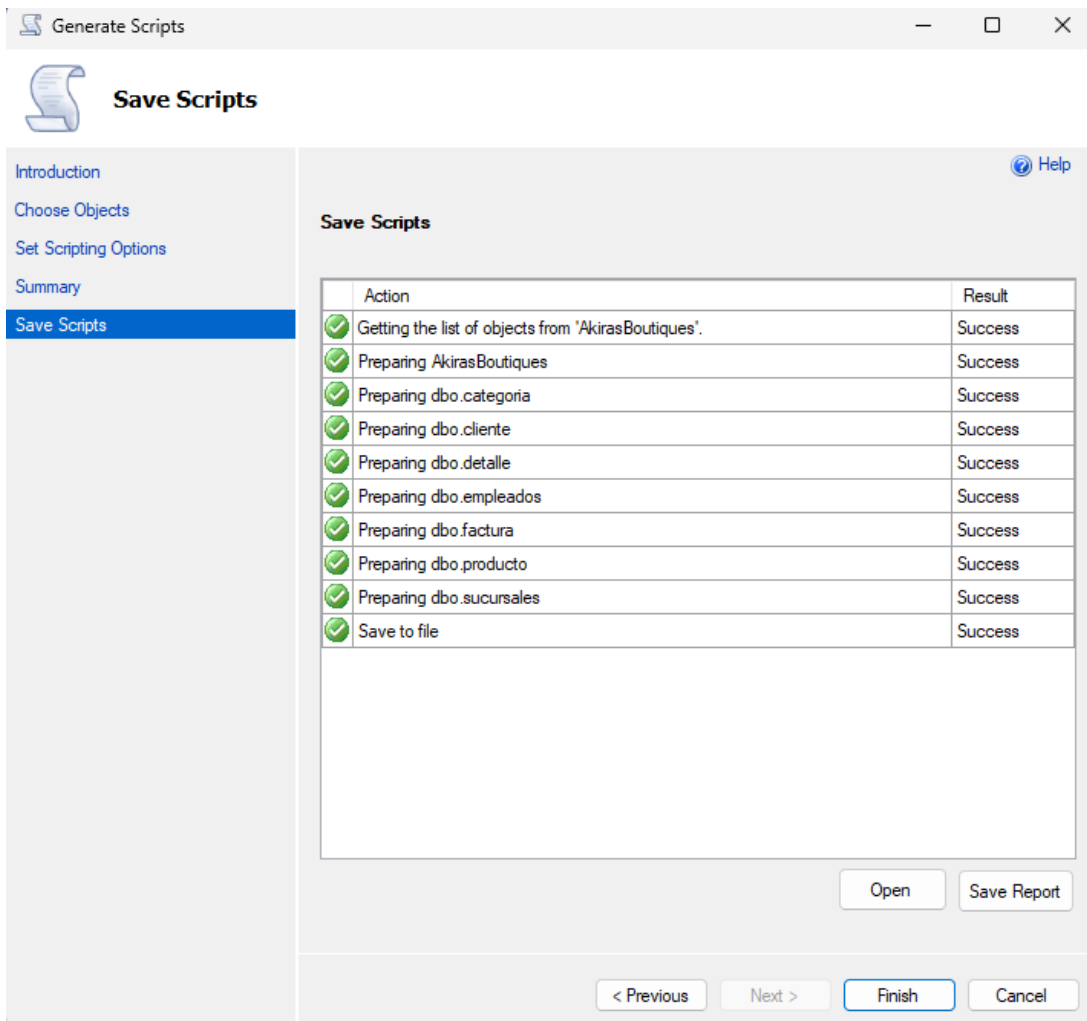 Generate Scripts
Save Scripts
Introduction
Choose Objects
Set Scripting Options
Summary
Save Scripts
Help
Save Scripts
Action Result
Getting the list of objects from 'AkirasBoutiques'. Success
Preparing AkirasBoutiques Success
Preparing dbo.categoria Success
Preparing dbo.cliente Success
Preparing dbo.detalle Success
Preparing dbo.empleados Success
Preparing dbo.factura Success
Preparing dbo.producto Success
Preparing dbo.sucursales Success
Save to file Success
Open Save Report
< Previous Next > Finish Cancel